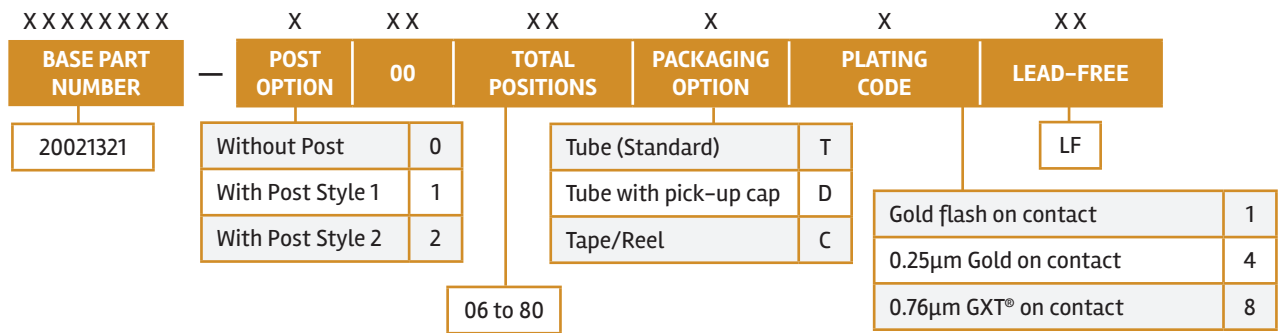 XXXXXXXX X XX XX X X XX
BASE PART NUMBER — POST OPTION 00 TOTAL POSITIONS PACKAGING OPTION PLATING CODE LEAD-FREE
20021321
Without Post 0
With Post Style 1 1
With Post Style 2 2
06 to 80
Tube (Standard) T
Tube with pick-up cap D
Tape/Reel C
Gold flash on contact 1
0.25μm Gold on contact 4
0.76μm GXT® on contact 8
LF